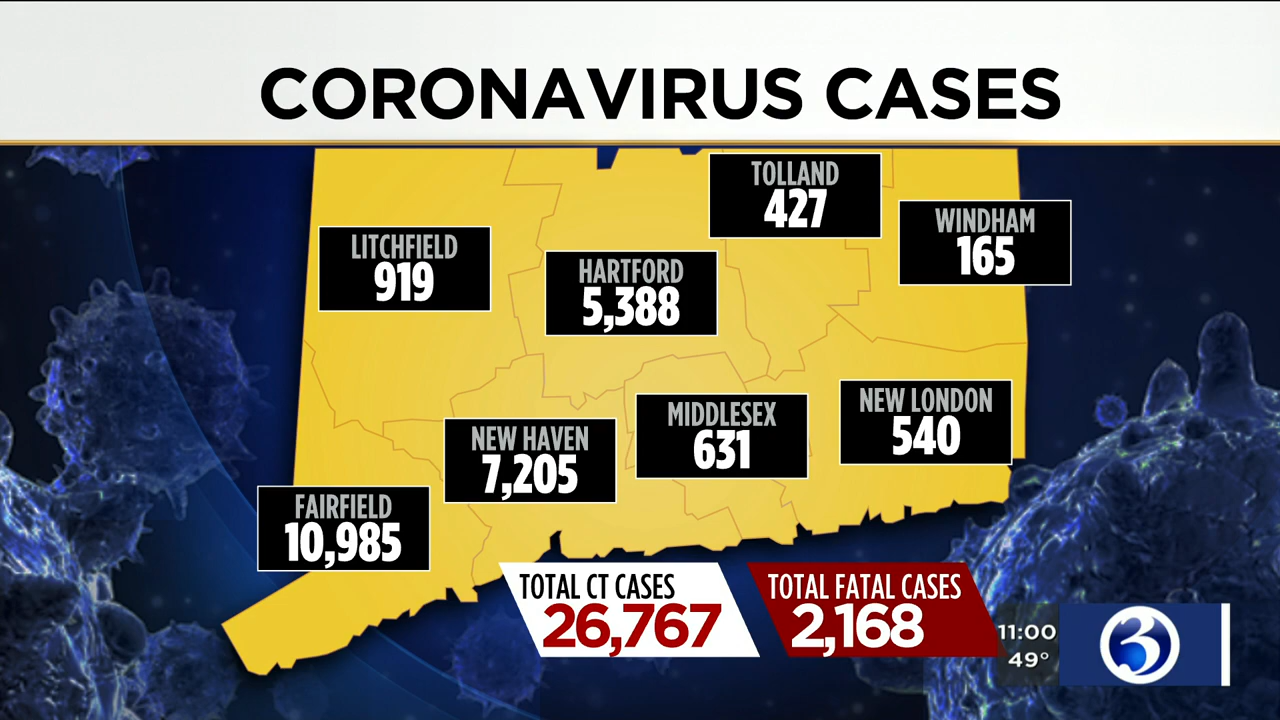 CORONAVIRUS CASES
TOLLAND
427
WINDHAM
165
LITCHFIELD
919
HARTFORD
5,388
NEW LONDON
540
MIDDLESEX
631
NEW HAVEN
7,205
FAIRFIELD
10,985
TOTAL CT CASES
26,767
TOTAL FATAL CASES
2,168
11:00
49°
3